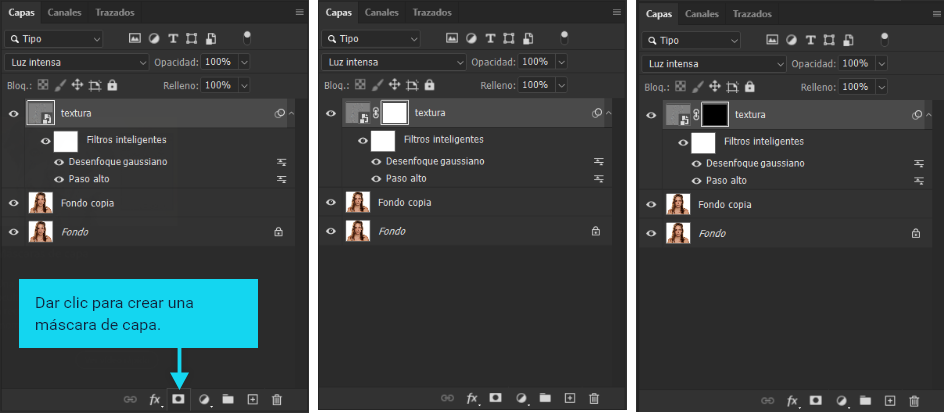 Capas Canales Trazados
Tipo
Luz intensa Opacidad: 100%
Bloq.: Relleno: 100%
textura
Filtros inteligentes
Desenfoque gaussiano
Paso alto
Fondo copia
Fondo
Dar clic para crear una
máscara de capa.
fx
Capas Canales Trazados
Tipo
Luz intensa Opacidad: 100%
Bloq.: Relleno: 100%
textura
Filtros inteligentes
Desenfoque gaussiano
Paso alto
Fondo copia
Fondo
fx
Capas Canales Trazados
Tipo
Luz intensa Opacidad: 100%
Bloq.: Relleno: 100%
textura
Filtros inteligentes
Desenfoque gaussiano
Paso alto
Fondo copia
Fondo
fx